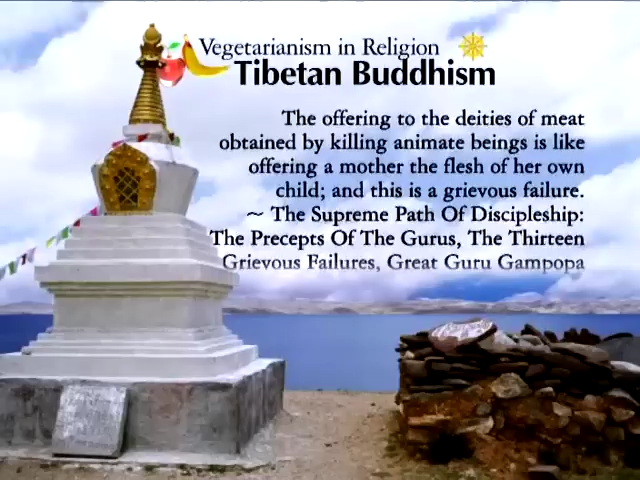 Vegetarianism in Religion
Tibetan Buddhism
The offering to the deities of meat
obtained by killing animate beings is like
offering a mother the flesh of her own
child; and this is a grievous failure.
~ The Supreme Path Of Discipleship:
The Precepts Of The Gurus, The Thirteen
Grievous Failures, Great Guru Gampopa